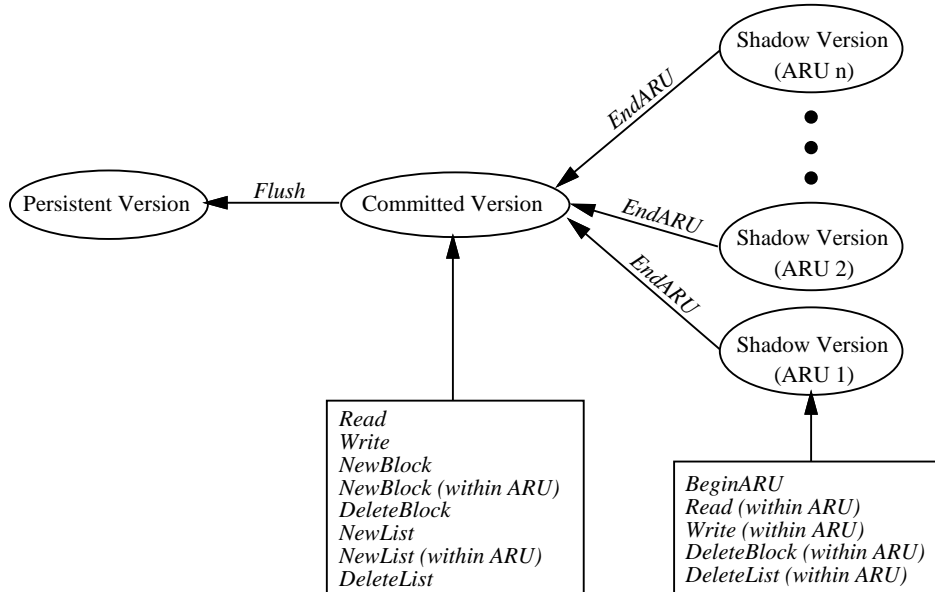 Shadow Version
(ARU n)
EndARU
Flush
Persistent Version
Committed Version
EndARU
Shadow Version
(ARU 2)
EndARU
Shadow Version
(ARU 1)
Read
Write
NewBlock
NewBlock (within ARU)
DeleteBlock
NewList
NewList (within ARU)
DeleteList
BeginARU
Read (within ARU)
Write (within ARU)
DeleteBlock (within ARU)
DeleteList (within ARU)